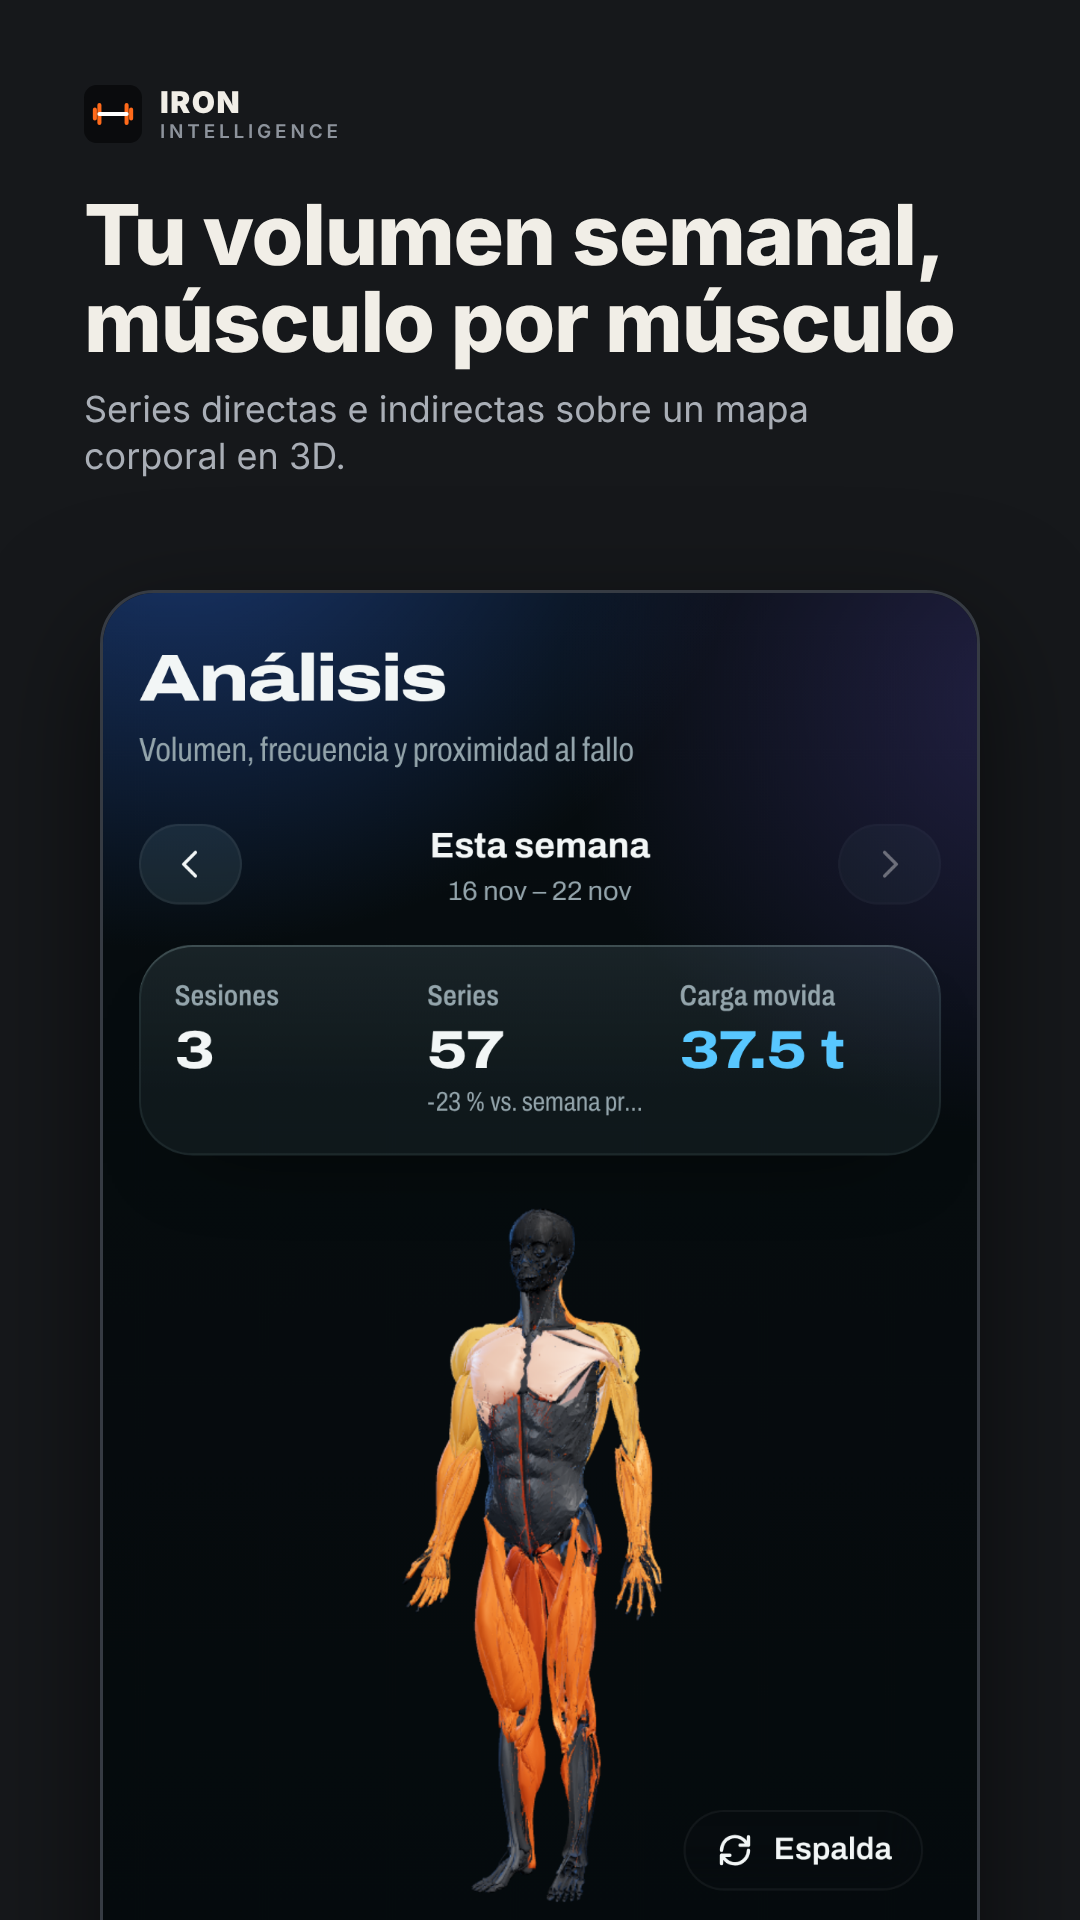 IRON
INTELLIGENCE
Tu volumen semanal,
músculo por músculo
Series directas e indirectas sobre un mapa
corporal en 3D.
Análisis
Volumen, frecuencia y proximidad al fallo
Esta semana
16 nov – 22 nov
Sesiones
3
Series
57
-23 % vs. semana pr...
Carga movida
37.5 t
Espalda